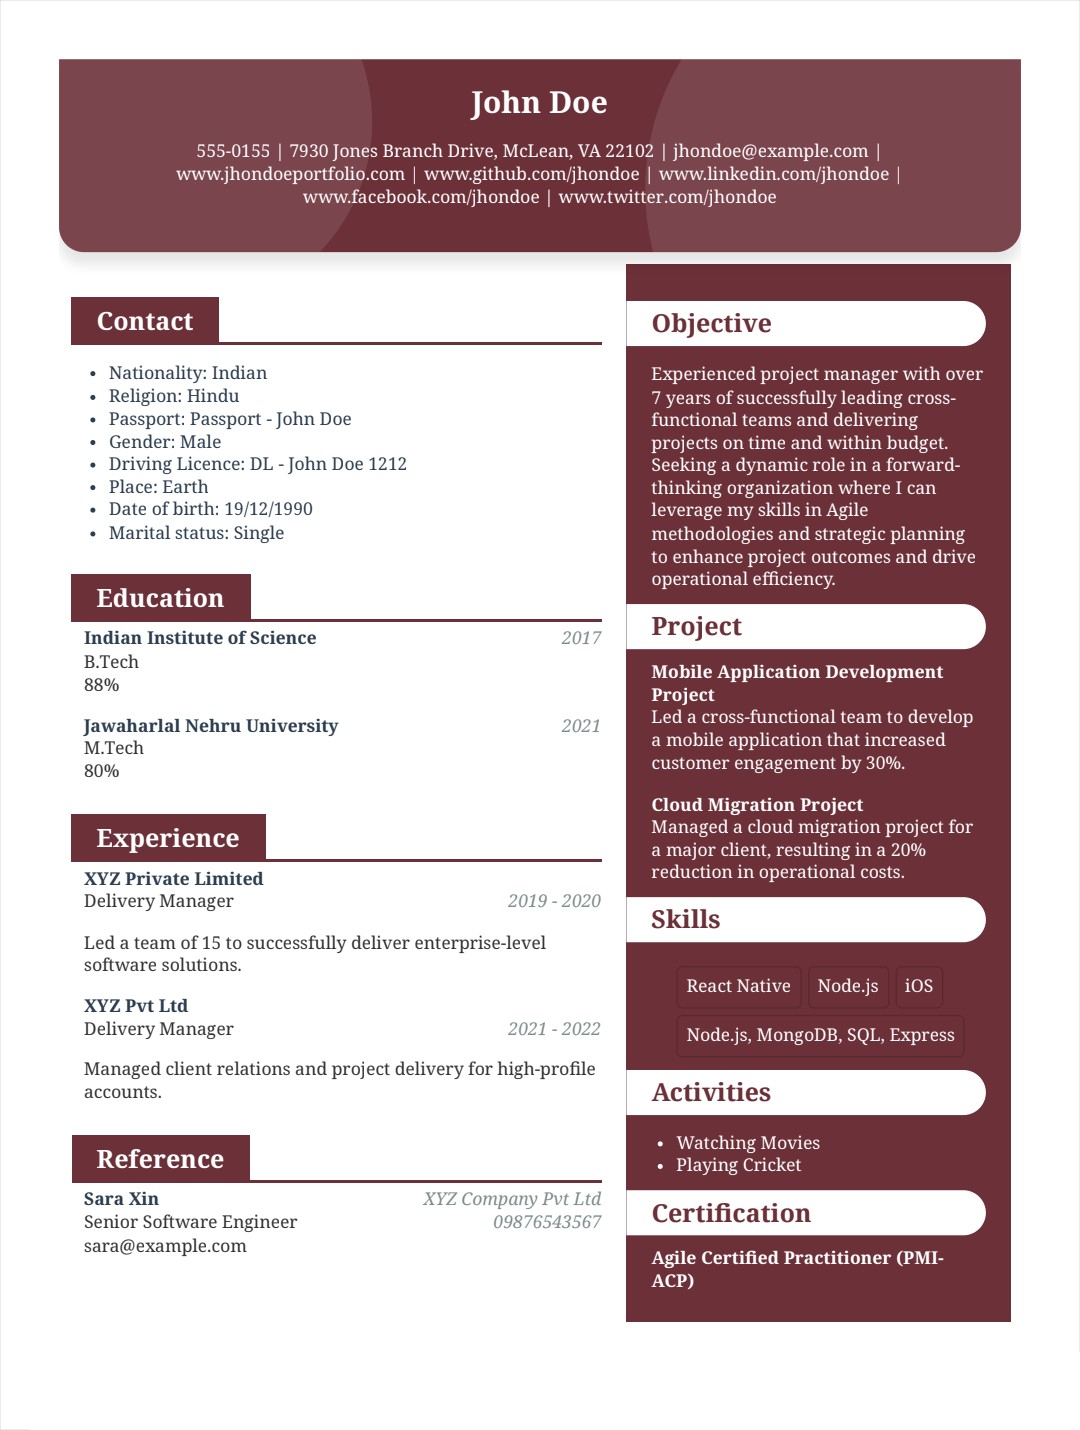 John Doe
555-0155 | 7930 Jones Branch Drive, McLean, VA 22102 | jhondoe@example.com |
www.jhondoeportfolio.com | www.github.com/jhondoe | www.linkedin.com/jhondoe |
www.facebook.com/jhondoe | www.twitter.com/jhondoe
Contact
• Nationality: Indian
• Religion: Hindu
• Passport: Passport - John Doe
• Gender: Male
• Driving Licence: DL - John Doe 1212
• Place: Earth
• Date of birth: 19/12/1990
• Marital status: Single
Education
Indian Institute of Science 2017
B.Tech
88%
Jawaharlal Nehru University 2021
M.Tech
80%
Experience
XYZ Private Limited
Delivery Manager 2019 - 2020
Led a team of 15 to successfully deliver enterprise-level
software solutions.
XYZ Pvt Ltd
Delivery Manager 2021 - 2022
Managed client relations and project delivery for high-profile
accounts.
Reference
Sara Xin XYZ Company Pvt Ltd
Senior Software Engineer 09876543567
sara@example.com
Objective
Experienced project manager with over
7 years of successfully leading cross-
functional teams and delivering
projects on time and within budget.
Seeking a dynamic role in a forward-
thinking organization where I can
leverage my skills in Agile
methodologies and strategic planning
to enhance project outcomes and drive
operational efficiency.
Project
Mobile Application Development
Project
Led a cross-functional team to develop
a mobile application that increased
customer engagement by 30%.
Cloud Migration Project
Managed a cloud migration project for
a major client, resulting in a 20%
reduction in operational costs.
Skills
React Native Node.js iOS
Node.js, MongoDB, SQL, Express
Activities
• Watching Movies
• Playing Cricket
Certification
Agile Certified Practitioner (PMI-
ACP)